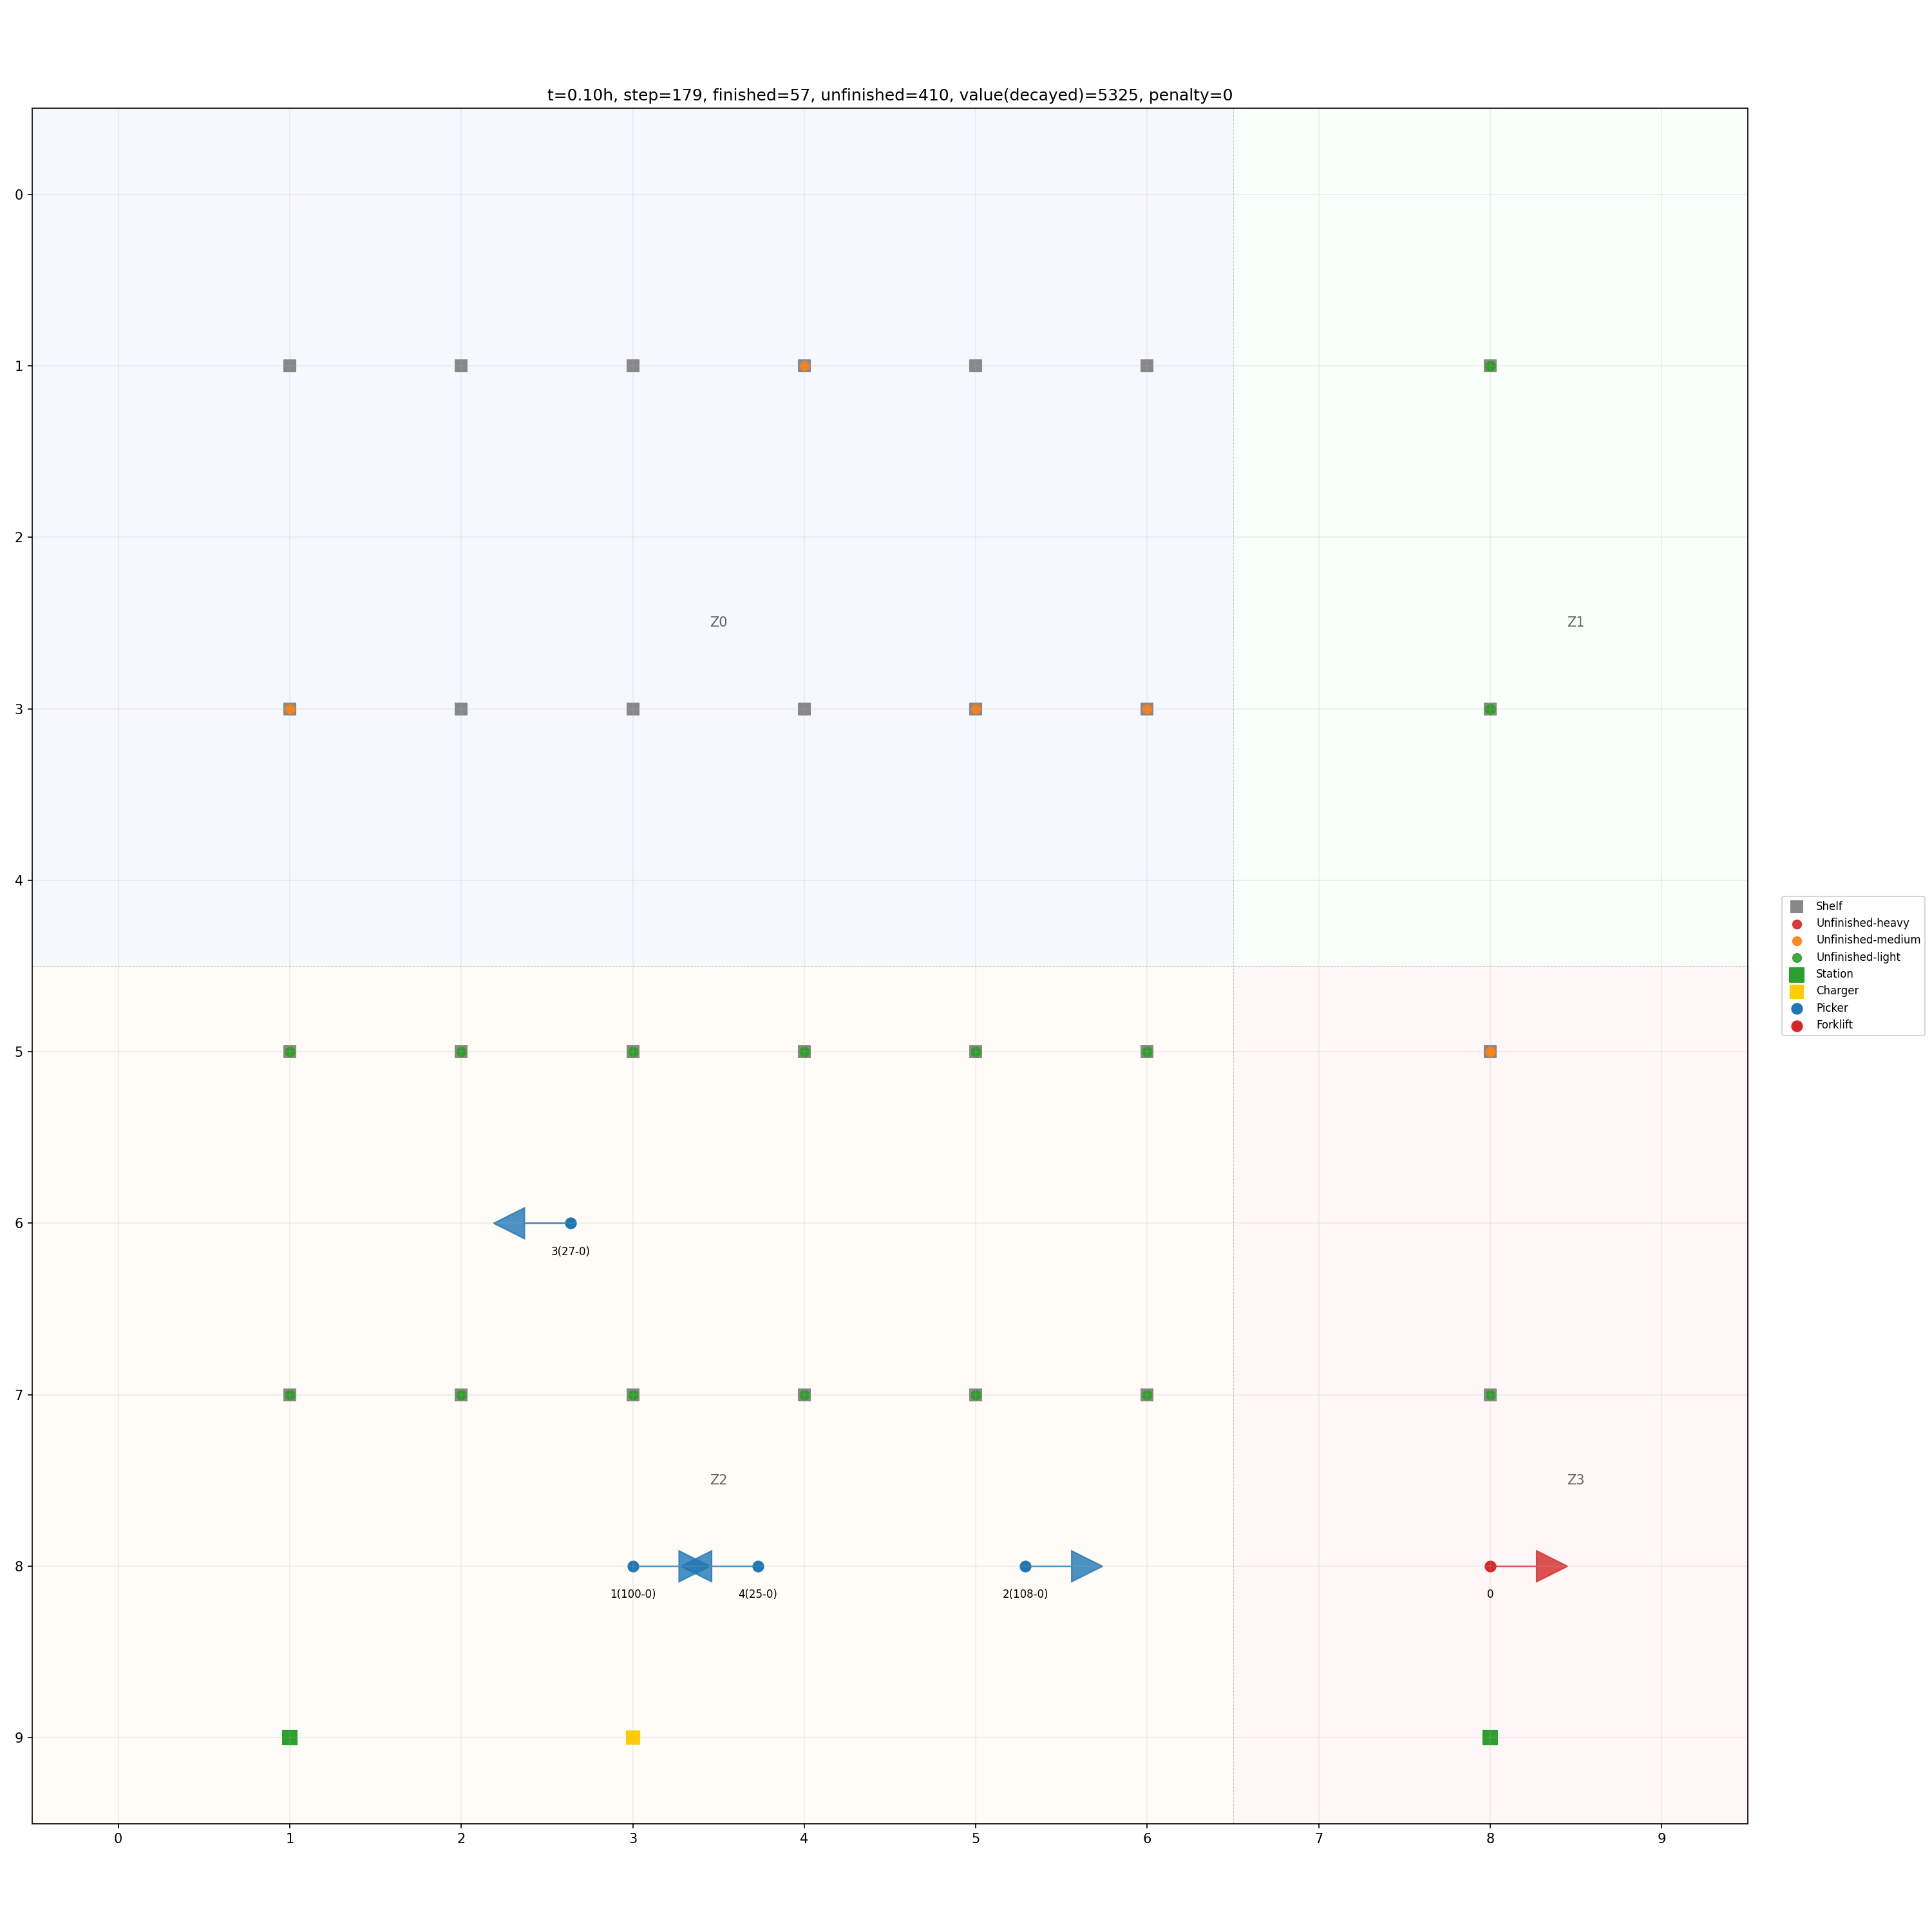 t=0.10h, step=179, finished=57, unfinished=410, value(decayed)=5325, penalty=0
0
1
2
Z0
Z1
3
4
Shelf
Unfinished-heavy
Unfinished-medium
Unfinished-light
Station
Charger
Picker
Forklift
5
6
3(27-0)
7
Z2
Z3
8
1(100-0)
4(25-0)
2(108-0)
0
9
0 1 2 3 4 5 6 7 8 9